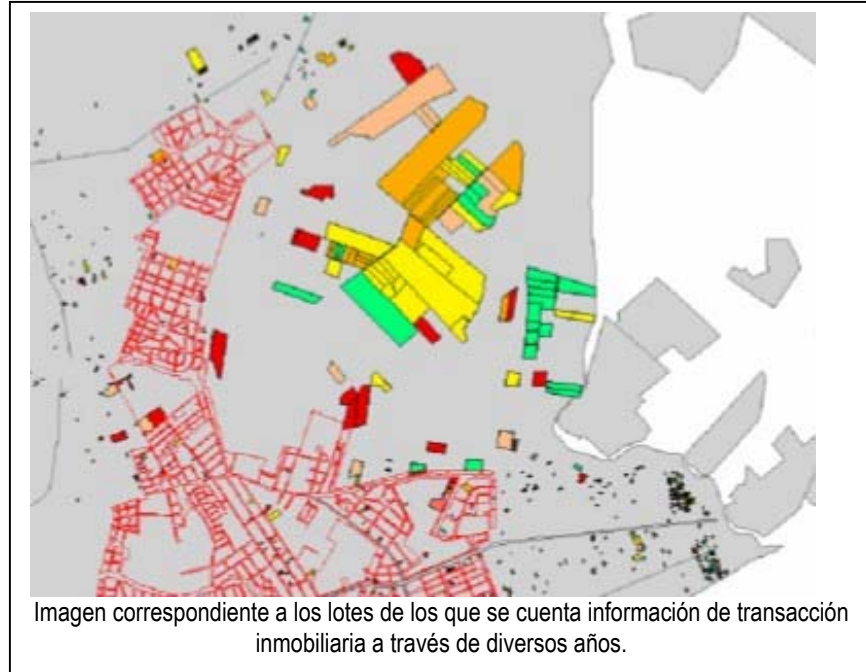 Imagen correspondiente a los lotes de los que se cuenta información de transacción
inmobiliaria a través de diversos años.